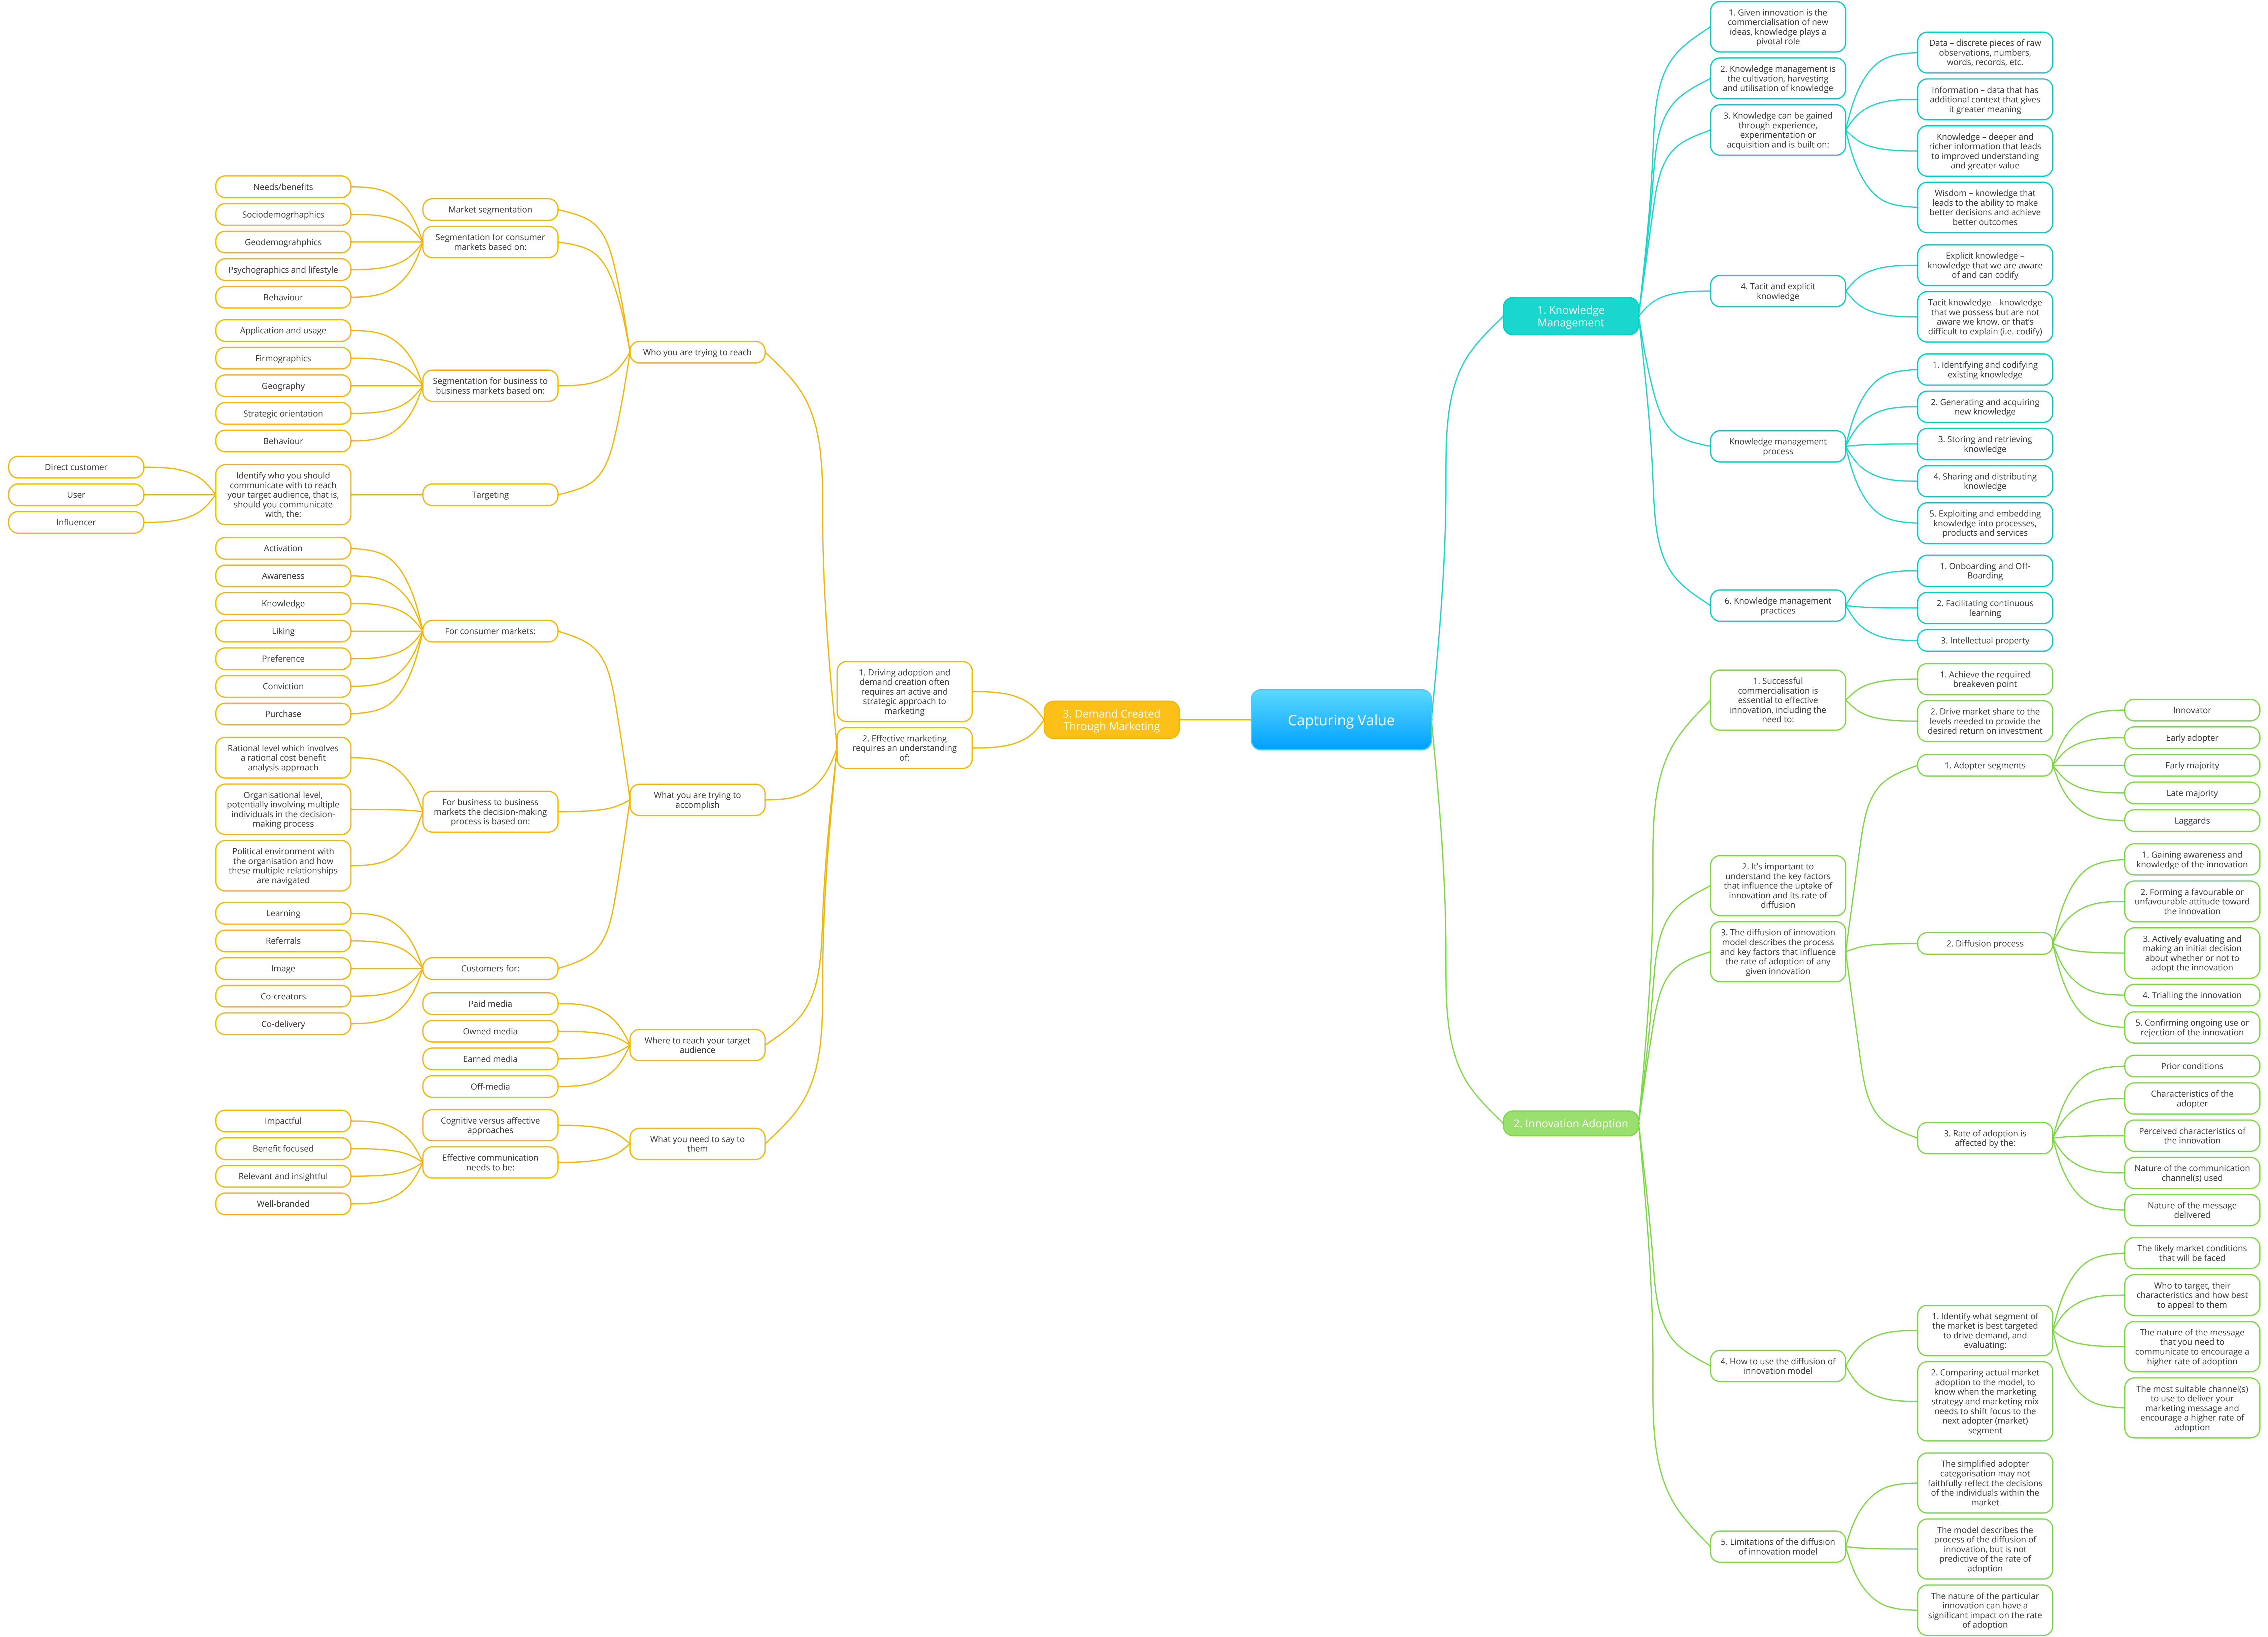 Capturing Value
1. Knowledge
Management
1. Given innovation is the
commercialisation of new
ideas, knowledge plays a
pivotal role
2. Knowledge management is
the cultivation, harvesting
and utilisation of knowledge
3. Knowledge can be gained
through experience,
experimentation or
acquisition and is built on:
Data – discrete pieces of raw
observations, numbers,
words, records, etc.
Information – data that has
additional context that gives
it greater meaning
Knowledge – deeper and
richer information that leads
to improved understanding
and greater value
Wisdom – knowledge that
leads to the ability to make
better decisions and achieve
better outcomes
4. Tacit and explicit
knowledge
Explicit knowledge –
knowledge that we are aware
of and can codify
Tacit knowledge – knowledge
that we possess but are not
aware we know, or that's
difficult to explain (i.e. codify)
Knowledge management
process
1. Identifying and codifying
existing knowledge
2. Generating and acquiring
new knowledge
3. Storing and retrieving
knowledge
4. Sharing and distributing
knowledge
5. Exploiting and embedding
knowledge into processes,
products and services
6. Knowledge management
practices
1. Onboarding and Off-
Boarding
2. Facilitating continuous
learning
3. Intellectual property
2. Innovation Adoption
1. Successful
commercialisation is
essential to effective
innovation, including the
need to:
1. Achieve the required
breakeven point
2. Drive market share to the
levels needed to provide the
desired return on investment
2. It's important to
understand the key factors
that influence the uptake of
innovation and its rate of
diffusion
3. The diffusion of innovation
model describes the process
and key factors that influence
the rate of adoption of any
given innovation
1. Adopter segments
Innovator
Early adopter
Early majority
Late majority
Laggards
2. Diffusion process
1. Gaining awareness and
knowledge of the innovation
2. Forming a favourable or
unfavourable attitude toward
the innovation
3. Actively evaluating and
making an initial decision
about whether or not to
adopt the innovation
4. Trialling the innovation
5. Confirming ongoing use or
rejection of the innovation
3. Rate of adoption is
affected by the:
Prior conditions
Characteristics of the
adopter
Perceived characteristics of
the innovation
Nature of the communication
channel(s) used
Nature of the message
delivered
4. How to use the diffusion of
innovation model
1. Identify what segment of
the market is best targeted
to drive demand, and
evaluating:
The likely market conditions
that will be faced
Who to target, their
characteristics and how best
to appeal to them
The nature of the message
that you need to
communicate to encourage a
higher rate of adoption
The most suitable channel(s)
to use to deliver your
marketing message and
encourage a higher rate of
adoption
2. Comparing actual market
adoption to the model, to
know when the marketing
strategy and marketing mix
needs to shift focus to the
next adopter (market)
segment
5. Limitations of the diffusion
of innovation model
The simplified adopter
categorisation may not
faithfully reflect the decisions
of the individuals within the
market
The model describes the
process of the diffusion of
innovation, but is not
predictive of the rate of
adoption
The nature of the particular
innovation can have a
significant impact on the rate
of adoption
3. Demand Created
Through Marketing
1. Driving adoption and
demand creation often
requires an active and
strategic approach to
marketing
2. Effective marketing
requires an understanding
of:
Who you are trying to reach
Market segmentation
Segmentation for consumer
markets based on:
Needs/benefits
Sociodemogrhaphics
Geodemograhphics
Psychographics and lifestyle
Behaviour
Segmentation for business to
business markets based on:
Application and usage
Firmographics
Geography
Strategic orientation
Behaviour
Targeting
Identify who you should
communicate with to reach
your target audience, that is,
should you communicate
with, the:
Direct customer
User
Influencer
What you are trying to
accomplish
For consumer markets:
Activation
Awareness
Knowledge
Liking
Preference
Conviction
Purchase
For business to business
markets the decision-making
process is based on:
Rational level which involves
a rational cost benefit
analysis approach
Organisational level,
potentially involving multiple
individuals in the decision-
making process
Political environment with
the organisation and how
these multiple relationships
are navigated
Customers for:
Learning
Referrals
Image
Co-creators
Co-delivery
Where to reach your target
audience
Paid media
Owned media
Earned media
Off-media
What you need to say to
them
Cognitive versus affective
approaches
Effective communication
needs to be:
Impactful
Benefit focused
Relevant and insightful
Well-branded